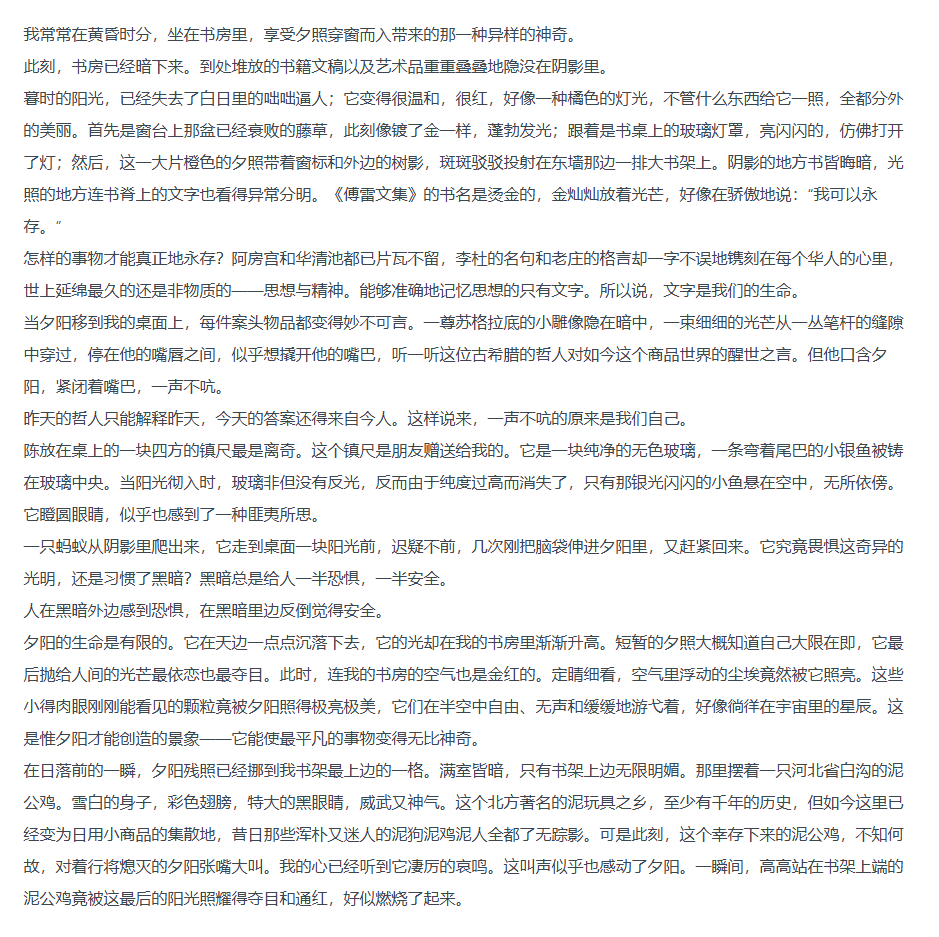 我常常在黄昏时分，坐在书房里，享受夕照穿窗而入带来的那一种异样的神奇。
此刻，书房已经暗下来。到处堆放的书籍文稿以及艺术品重重叠叠地隐没在阴影里。
暮时的阳光，已经失去了白日里的咄咄逼人；它变得很温和，很红，好像一种橘色的灯光，不管什么东西给它一照，全都分外
的美丽。首先是窗台上那盆已经衰败的藤草，此刻像镀了金一样，蓬勃发光；跟着是书桌上的玻璃灯罩，亮闪闪的，仿佛打开
了灯；然后，这一大片橙色的夕照带着窗棂和外边的树影，斑斑驳驳投射在东墙那边一排大书架上。阴影的地方书皆晦暗，光
照的地方连书脊上的文字也看得异常分明。《傅雷文集》的书名是烫金的，金灿灿放着光芒，好像在骄傲地说：“我可以永
存。”
怎样的事物才能真正地永存？阿房宫和华清池都已片瓦不留，李杜的名句和老庄的格言却一字不误地镌刻在每个华人的心里，
世上延绵最久的还是非物质的——思想与精神。能够准确地记忆思想的只有文字。所以说，文字是我们的生命。
当夕阳移到我的桌面上，每件案头物品都变得妙不可言。一尊苏格拉底的小雕像隐在暗中，一束细细的光芒从一丛笔杆的缝隙
中穿过，停在他的嘴唇之间，似乎想撬开他的嘴巴，听一听这位古希腊的哲人对如今这个商品世界的醒世之言。但他口含夕
阳，紧闭着嘴巴，一声不吭。
昨天的哲人只能解释昨天，今天的答案还得来自今人。这样说来，一声不吭的原来是我们自己。
陈放在桌上的一块四方的镇尺最是离奇。这个镇尺是朋友赠送给我的。它是一块纯净的无色玻璃，一条弯着尾巴的小银鱼被铸
在玻璃中央。当阳光彻入时，玻璃非但没有反光，反而由于纯度过高而消失了，只有那银光闪闪的小鱼悬在空中，无所依傍。
它瞪圆眼睛，似乎也感到了一种匪夷所思。
一只蚂蚁从阴影里爬出来，它走到桌面一块阳光前，迟疑不前，几次刚把脑袋伸进夕阳里，又赶紧回来。它究竟畏惧这奇异的
光明，还是习惯了黑暗？黑暗总是给人一半恐惧，一半安全。
人在黑暗外边感到恐惧，在黑暗里边反倒觉得安全。
夕阳的生命是有限的。它在天边一点点沉落下去，它的光却在我的书房里渐渐升高。短暂的夕照大概知道自己大限在即，它最
后抛给人间的光芒最依恋也最夺目。此时，连我的书房的空气也是金红的。定睛细看，空气里浮动的尘埃竟然被它照亮。这些
小得肉眼刚刚能看见的颗粒竟被夕阳照得极亮极美，它们在半空中自由、无声和缓缓地游弋着，好像徜徉在宇宙里的星辰。这
是惟夕阳才能创造的景象——它能使最平凡的事物变得无比神奇。
在日落前的一瞬，夕阳残照已经挪到我书架最上边的一格。满室皆暗，只有书架上边无限明媚。那里摆着一只河北省白沟的泥
公鸡。雪白的身子，彩色翅膀，特大的黑眼睛，威武又神气。这个北方著名的泥玩具之乡，至少有千年的历史，但如今这里已
经变为日用小商品的集散地，昔日那些浑朴又迷人的泥狗泥鸡泥人全都了无踪影。可是此刻，这个幸存下来的泥公鸡，不知何
故，对着行将熄灭的夕阳张嘴大叫。我的心已经听到它凄厉的哀鸣。这叫声似乎也感动了夕阳。一瞬间，高高站在书架上端的
泥公鸡竟被这最后的阳光照耀得夺目和通红，好似燃烧了起来。